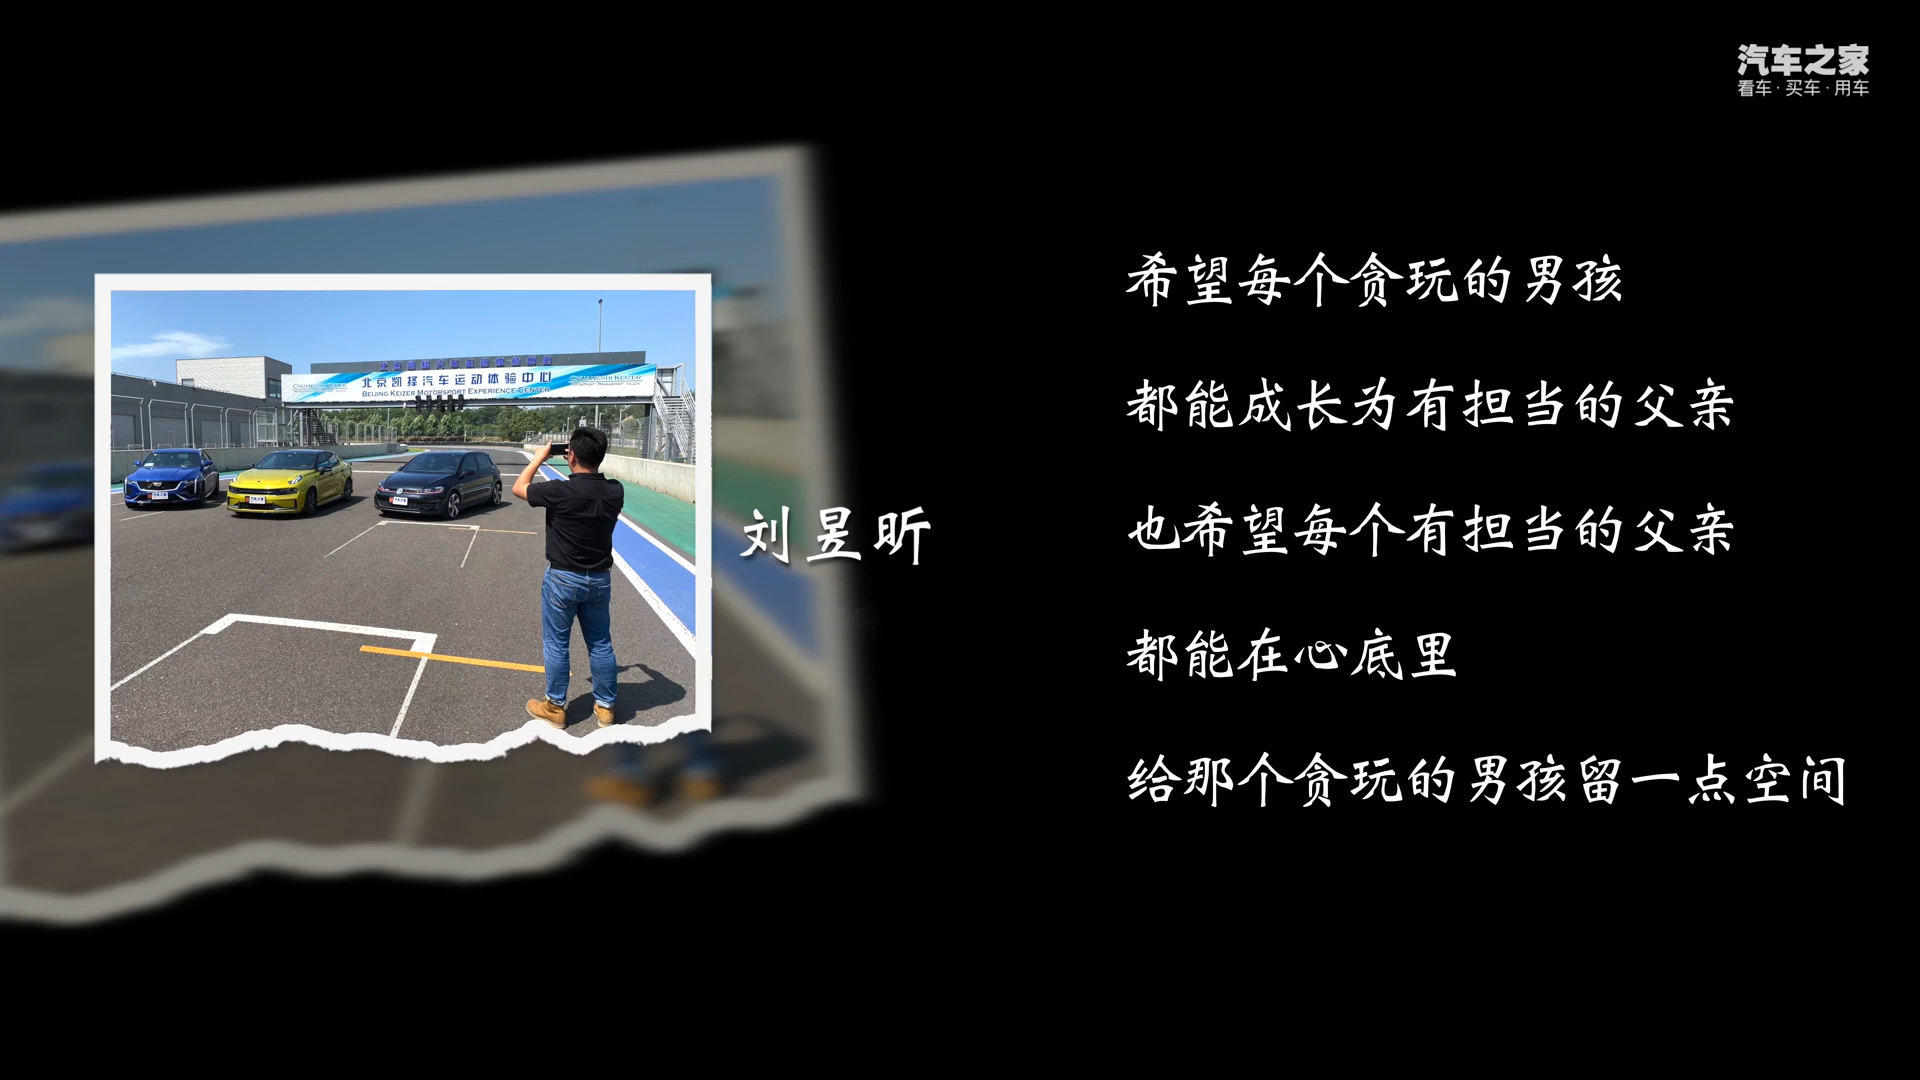 汽车之家
看车·买车·用车
北京凯择汽车运动体验中心
BEIJING KEIZER MOTORSPORT EXPERIENCE CENTER
刘昱昕
希望每个贪玩的男孩
都能成长为有担当的父亲
也希望每个有担当的父亲
都能在心底里
给那个贪玩的男孩留一点空间